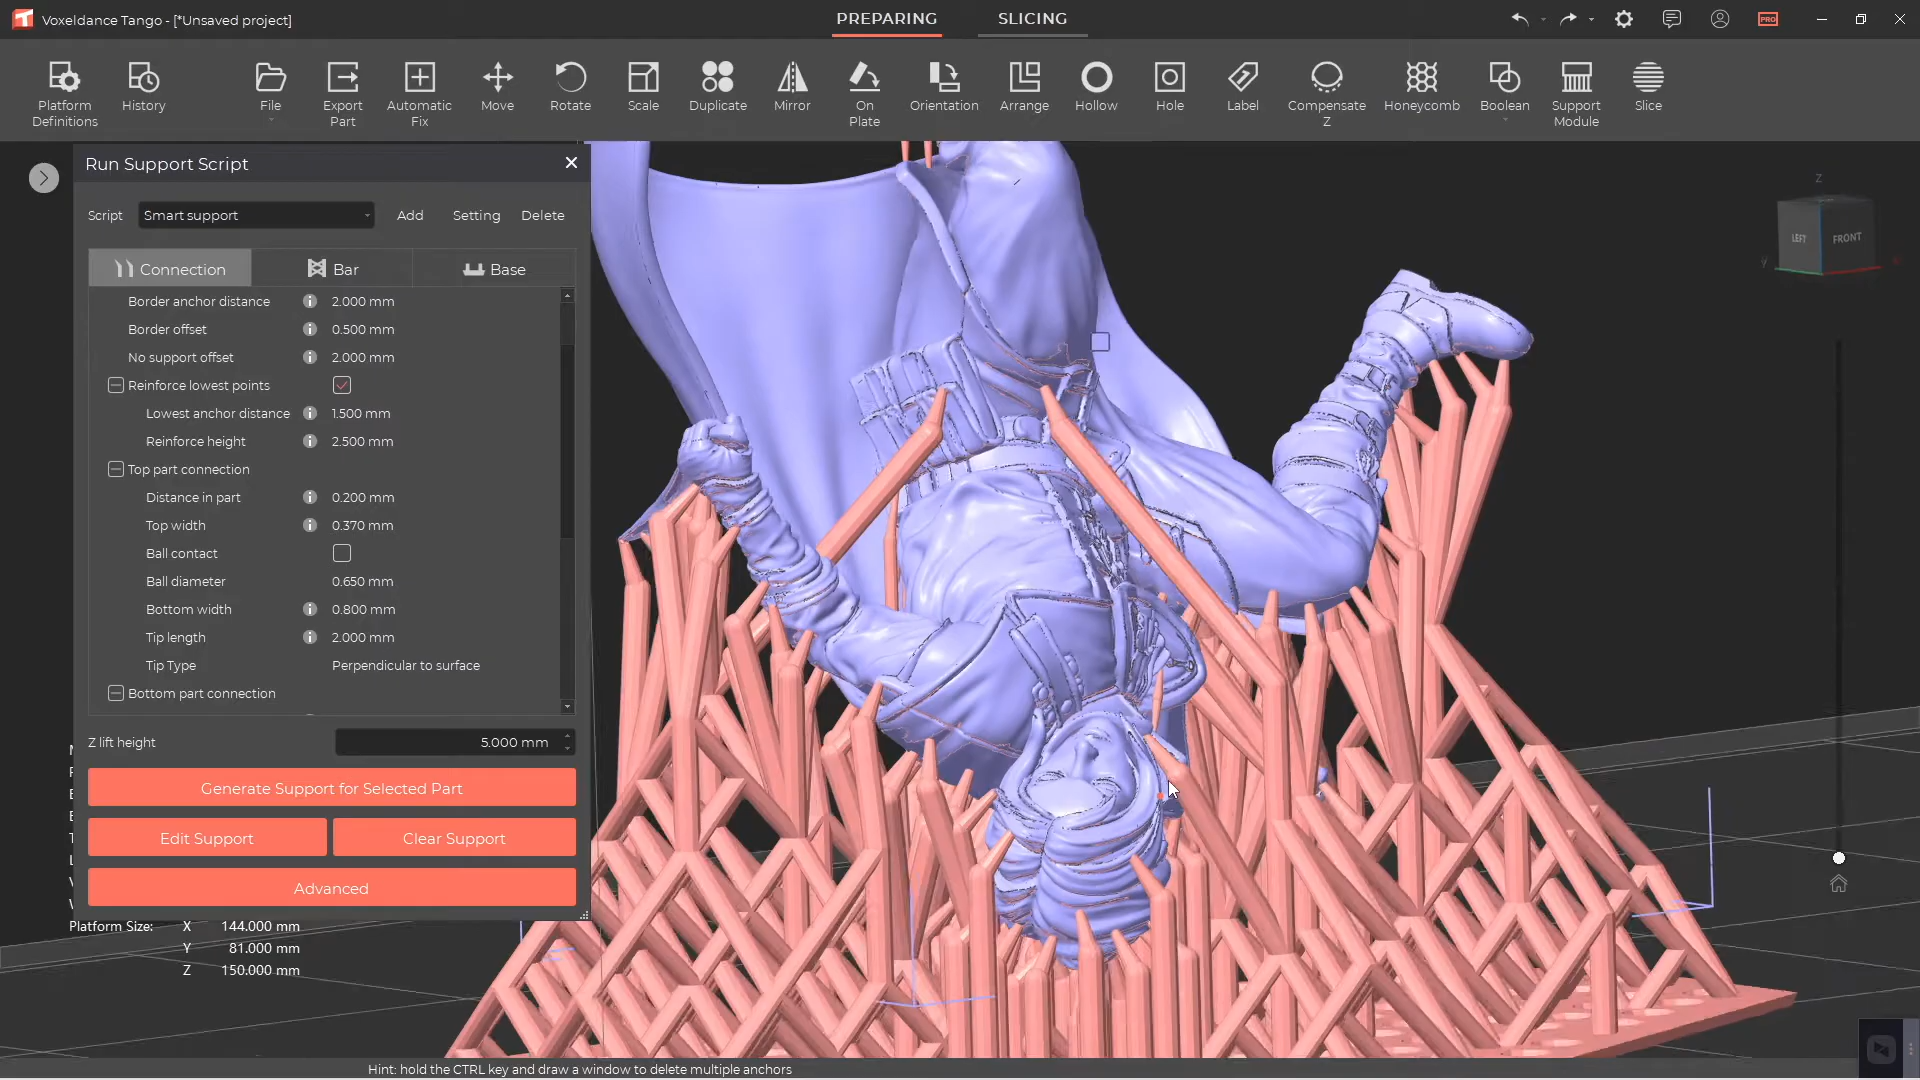 Voxeldance Tango - [*Unsaved project]
PREPARING
SLICING
PRO
Platform Definitions
History
File
Export Part
Automatic Fix
Move
Rotate
Scale
Duplicate
Mirror
On Plate
Orientation
Arrange
Hollow
Hole
Label
Compensate Z
Honeycomb
Boolean
Support Module
Slice
Run Support Script
Script
Smart support
Add
Setting
Delete
Connection
Bar
Base
Border anchor distance 2.000 mm
Border offset 0.500 mm
No support offset 2.000 mm
Reinforce lowest points
Lowest anchor distance 1.500 mm
Reinforce height 2.500 mm
Top part connection
Distance in part 0.200 mm
Top width 0.370 mm
Ball contact
Ball diameter 0.650 mm
Bottom width 0.800 mm
Tip length 2.000 mm
Tip Type Perpendicular to surface
Bottom part connection
Z lift height 5.000 mm
Generate Support for Selected Part
Edit Support
Clear Support
Advanced
Platform Size: X 144.000 mm
Y 81.000 mm
Z 150.000 mm
Z
LEFT
FRONT
Y
Hint: hold the CTRL key and draw a window to delete multiple anchors